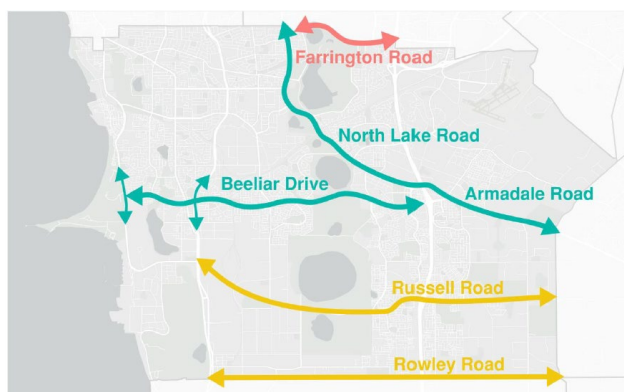 Farrington Road
North Lake Road
Beeliar Drive
Armadale Road
Russell Road
Rowley Road